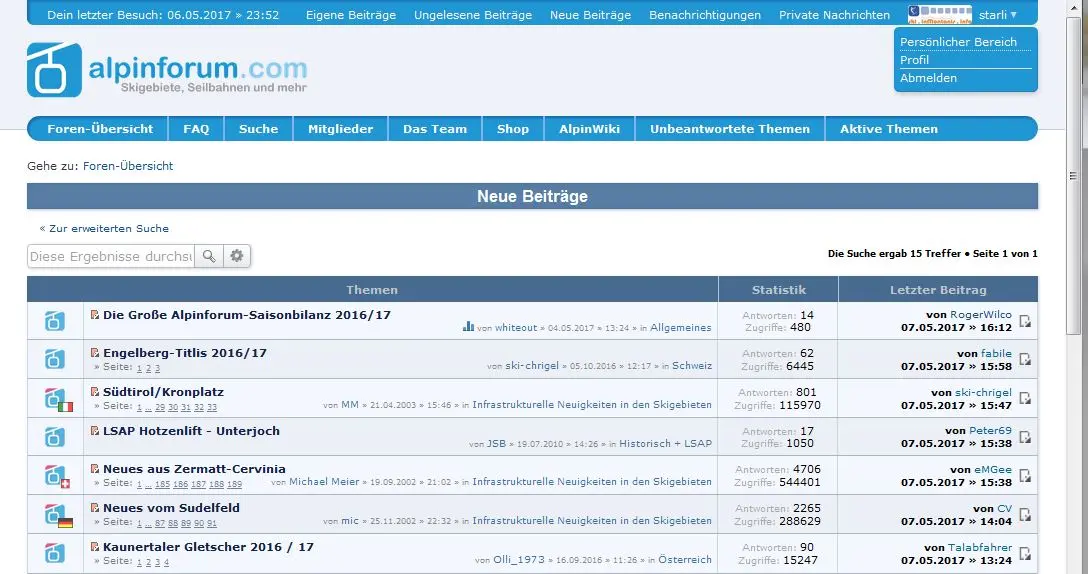 Dein letzter Besuch: 06.05.2017 » 23:52 Eigene Beiträge Ungelesene Beiträge Neue Beiträge Benachrichtigungen Private Nachrichten starli ▾
Persönlicher Bereich
Profil
Abmelden
alpinforum.com
Skigebiete, Seilbahnen und mehr
Foren-Übersicht FAQ Suche Mitglieder Das Team Shop AlpinWiki Unbeantwortete Themen Aktive Themen
Gehe zu: Foren-Übersicht
Neue Beiträge
« Zur erweiterten Suche
Diese Ergebnisse durchsu
Die Suche ergab 15 Treffer • Seite 1 von 1
Themen Statistik Letzter Beitrag
Die Große Alpinforum-Saisonbilanz 2016/17 Antworten: 14 von RogerWilco
von whiteout » 04.05.2017 » 13:24 » in Allgemeines Zugriffe: 480 07.05.2017 » 16:12
Engelberg-Titlis 2016/17 Antworten: 62 von fabile
» Seite: 1 2 3 von ski-chrigel » 05.10.2016 » 12:17 » in Schweiz Zugriffe: 6445 07.05.2017 » 15:58
Südtirol/Kronplatz Antworten: 801 von ski-chrigel
» Seite: 1 ... 29 30 31 32 33 von MM » 21.04.2003 » 15:46 » in Infrastrukturelle Neuigkeiten in den Skigebieten Zugriffe: 115970 07.05.2017 » 15:47
LSAP Hotzenlift - Unterjoch Antworten: 17 von Peter69
von JSB » 19.07.2010 » 14:26 » in Historisch + LSAP Zugriffe: 1050 07.05.2017 » 15:38
Neues aus Zermatt-Cervinia Antworten: 4706 von eMGee
» Seite: 1 ... 185 186 187 188 189 von Michael Meier » 19.09.2002 » 21:02 » in Infrastrukturelle Neuigkeiten in den Skigebieten Zugriffe: 544401 07.05.2017 » 15:38
Neues vom Sudelfeld Antworten: 2265 von CV
» Seite: 1 ... 87 88 89 90 91 von mic » 25.11.2002 » 22:32 » in Infrastrukturelle Neuigkeiten in den Skigebieten Zugriffe: 288629 07.05.2017 » 14:04
Kaunertaler Gletscher 2016 / 17 Antworten: 90 von Talabfahrer
» Seite: 1 2 3 4 von Olli_1973 » 16.09.2016 » 11:26 » in Österreich Zugriffe: 15247 07.05.2017 » 13:24